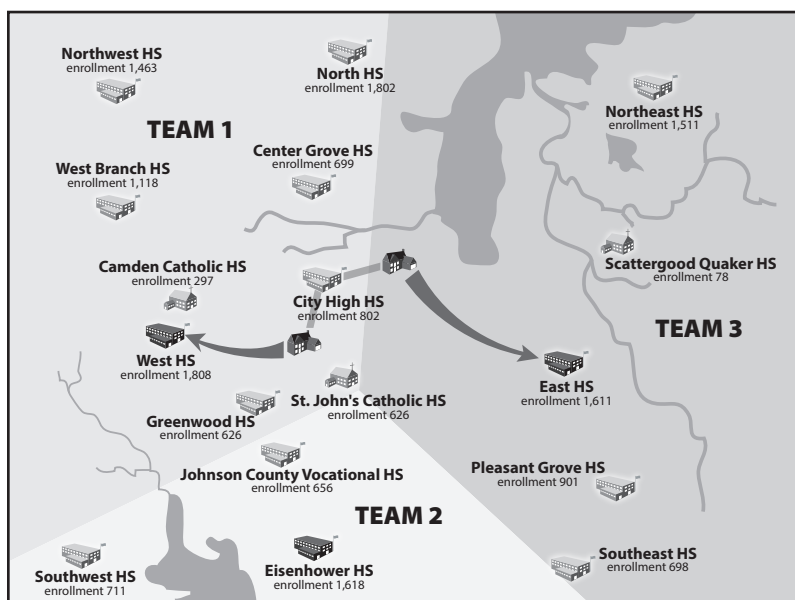 Northwest HS
enrollment 1,463
North HS
enrollment 1,802
Northeast HS
enrollment 1,511
TEAM 1
Center Grove HS
enrollment 699
West Branch HS
enrollment 1,118
Camden Catholic HS
enrollment 297
City High HS
enrollment 802
Scattergood Quaker HS
enrollment 78
TEAM 3
West HS
enrollment 1,808
East HS
enrollment 1,611
St. John's Catholic HS
enrollment 626
Greenwood HS
enrollment 626
Johnson County Vocational HS
enrollment 656
Pleasant Grove HS
enrollment 901
TEAM 2
Southwest HS
enrollment 711
Eisenhower HS
enrollment 1,618
Southeast HS
enrollment 698